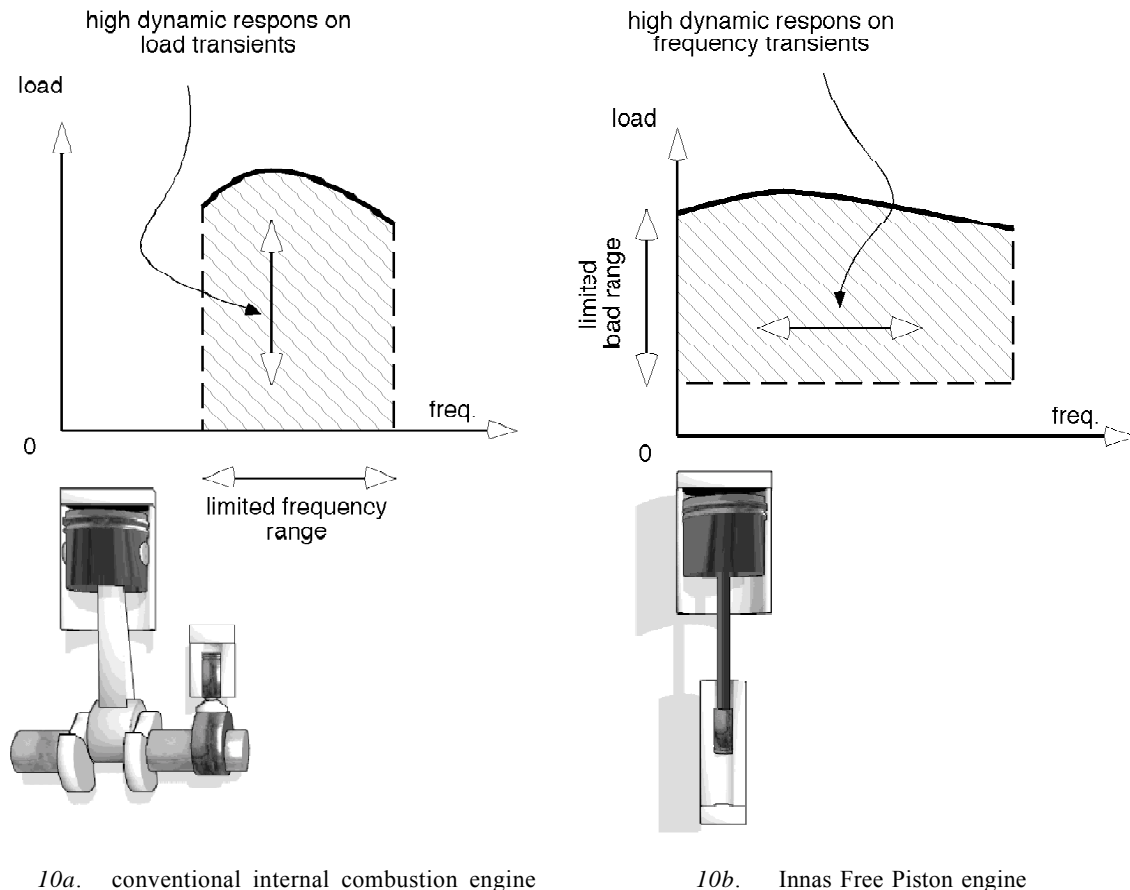 high dynamic respons on
load transients
load
0
freq.
limited frequency
range
10a. conventional internal combustion engine
high dynamic respons on
frequency transients
load
limited
load range
0
freq.
10b. Innas Free Piston engine